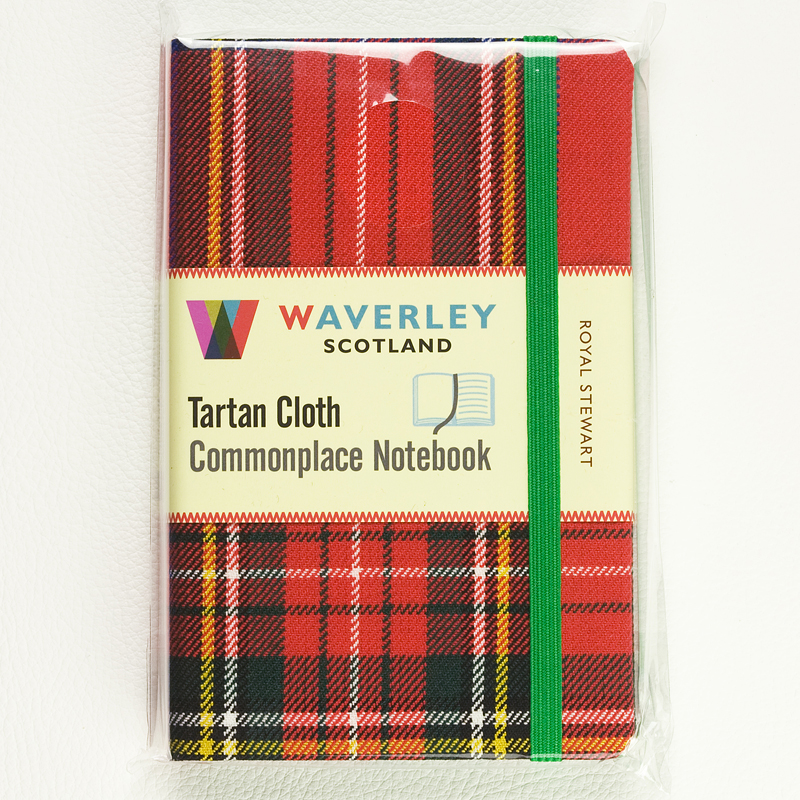 WAVERLEY
SCOTLAND
Tartan Cloth
Commonplace Notebook
ROYAL STEWART